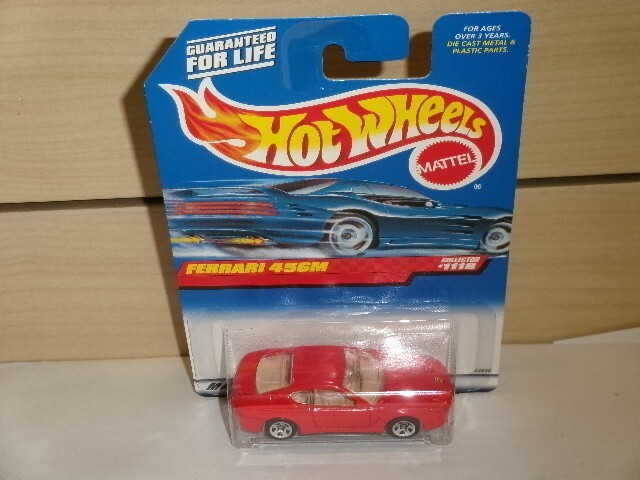 GUARANTEED
FOR LIFE
FOR AGES
OVER 3 YEARS.
DIE CAST METAL &
PLASTIC PARTS.
HOT WHEELS
MATTEL
FERRARI 456M
COLLECTOR